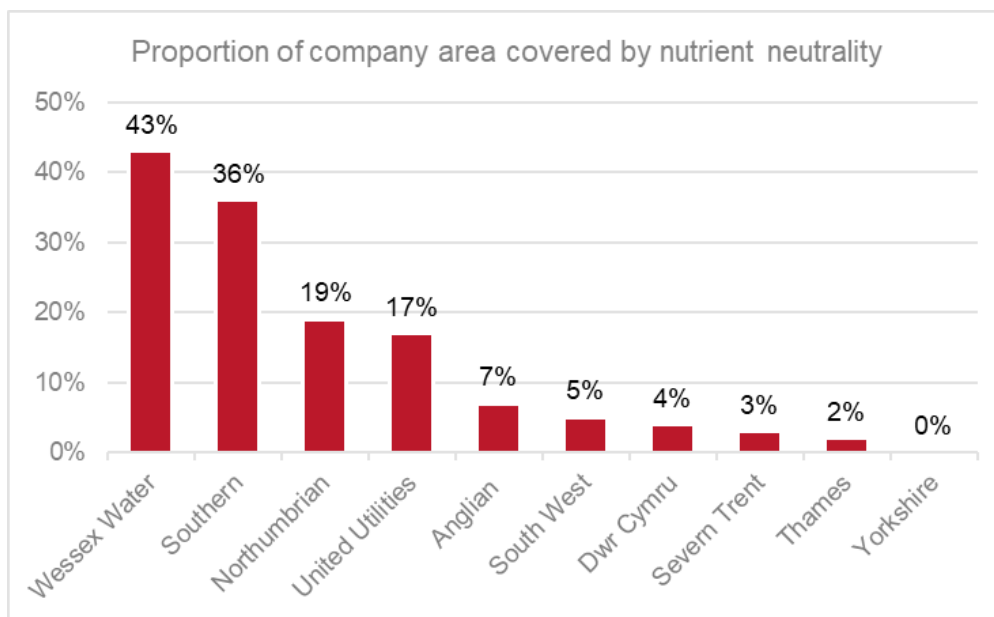 Proportion of company area covered by nutrient neutrality
50%
40%
30%
20%
10%
0%
43%
36%
19%
17%
7%
5%
4%
3%
2%
0%
Wessex Water
Southern
Northumbrian
United Utilities
Anglian
South West
Dwr Cymru
Severn Trent
Thames
Yorkshire